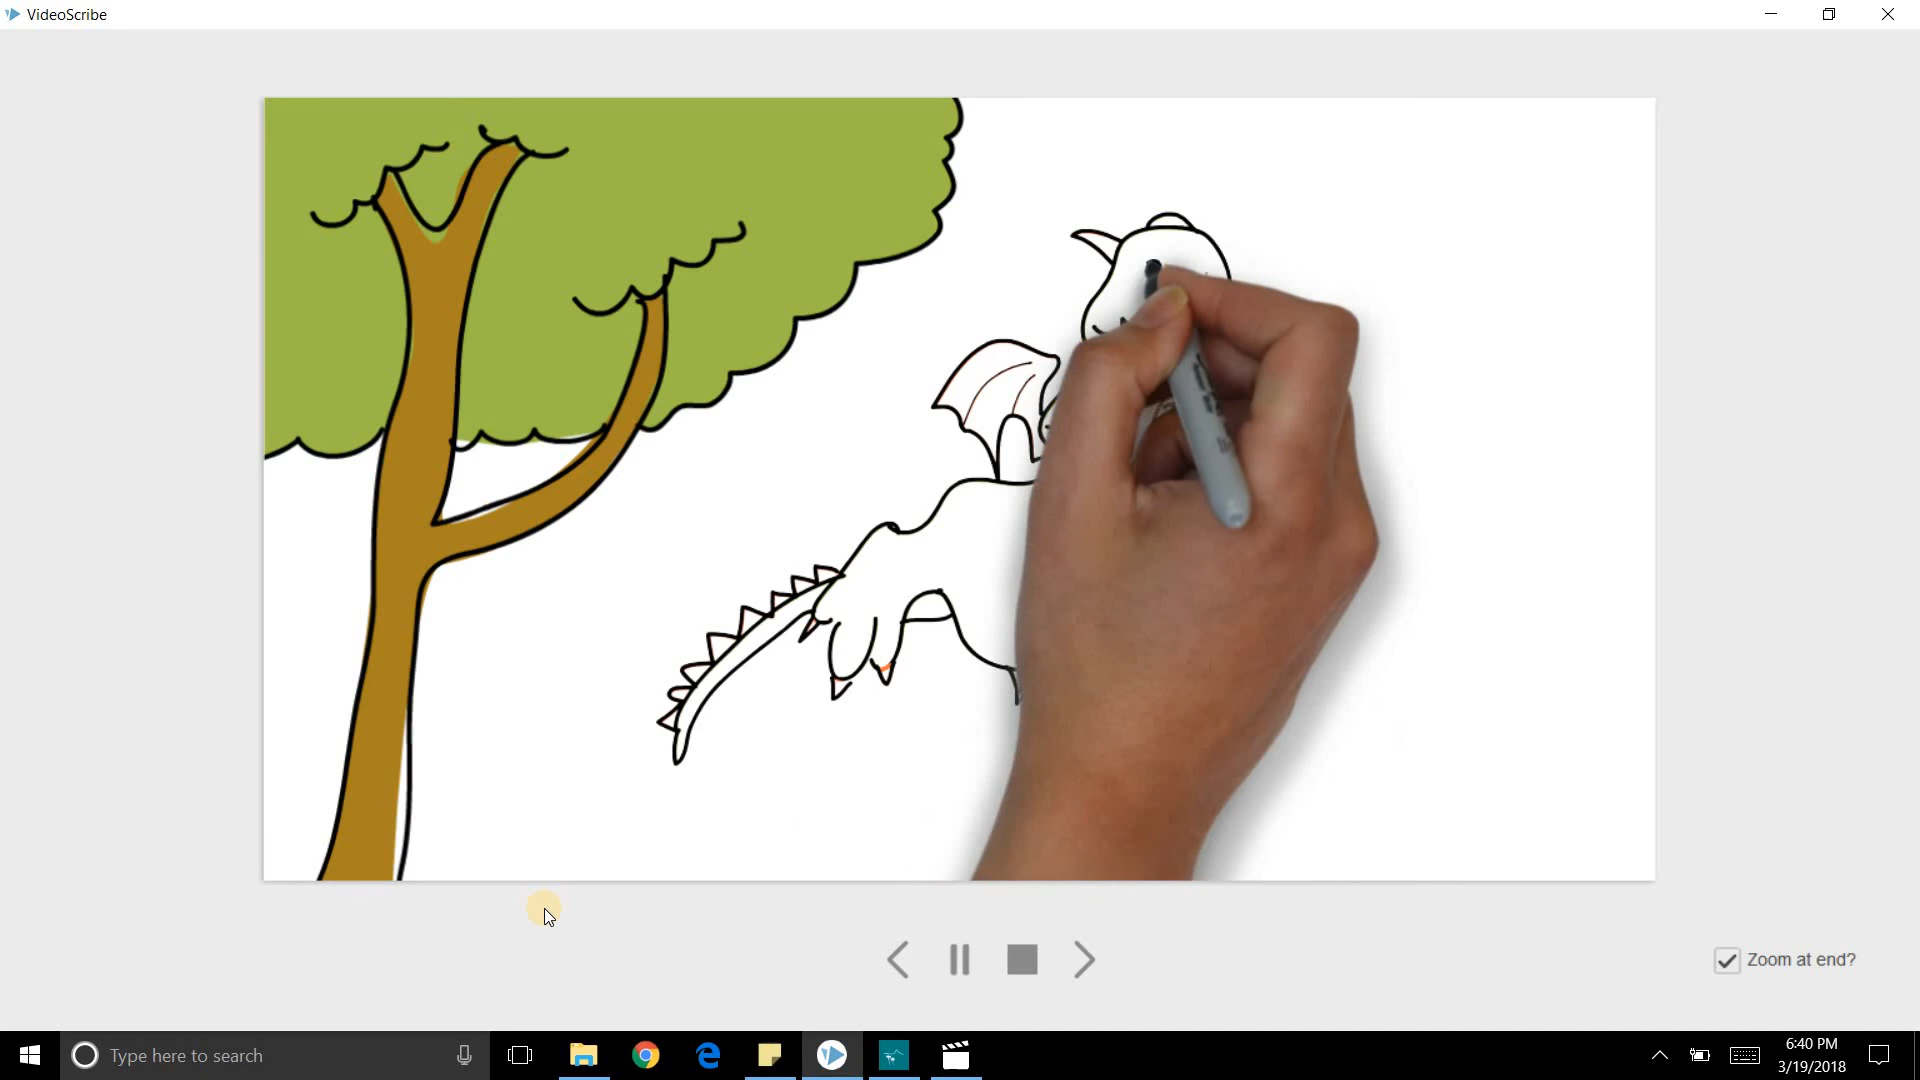 VideoScribe
Zoom at end?
Type here to search
6:40 PM
3/19/2018